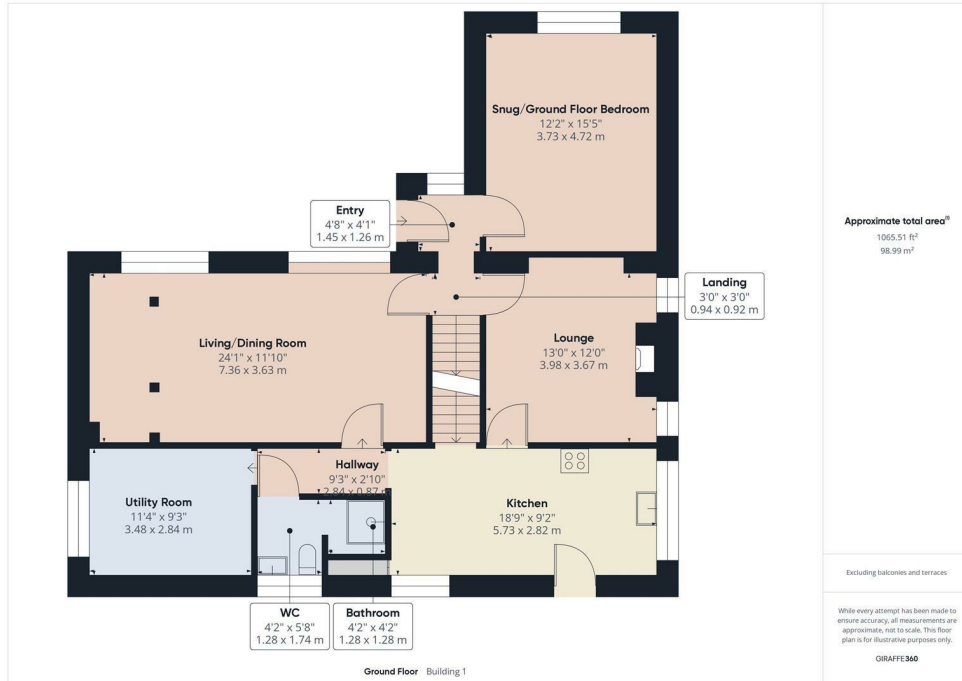 Snug/Ground Floor Bedroom
12'2" x 15'5"
3.73 x 4.72 m
Entry
4'8" x 4'1"
1.45 x 1.26 m
Landing
3'0" x 3'0"
0.94 x 0.92 m
Living/Dining Room
24'1" x 11'10"
7.36 x 3.63 m
Lounge
13'0" x 12'0"
3.98 x 3.67 m
Hallway
9'3" x 2'10"
2.84 x 0.87 m
Utility Room
11'4" x 9'3"
3.48 x 2.84 m
Kitchen
18'9" x 9'2"
5.73 x 2.82 m
WC
4'2" x 5'8"
1.28 x 1.74 m
Bathroom
4'2" x 4'2"
1.28 x 1.28 m
Ground Floor Building 1
Approximate total area(1)
1065.51 ft²
98.99 m²
Excluding balconies and terraces
While every attempt has been made to
ensure accuracy, all measurements are
approximate, not to scale. This floor
plan is for illustrative purposes only.
GIRAFFE360